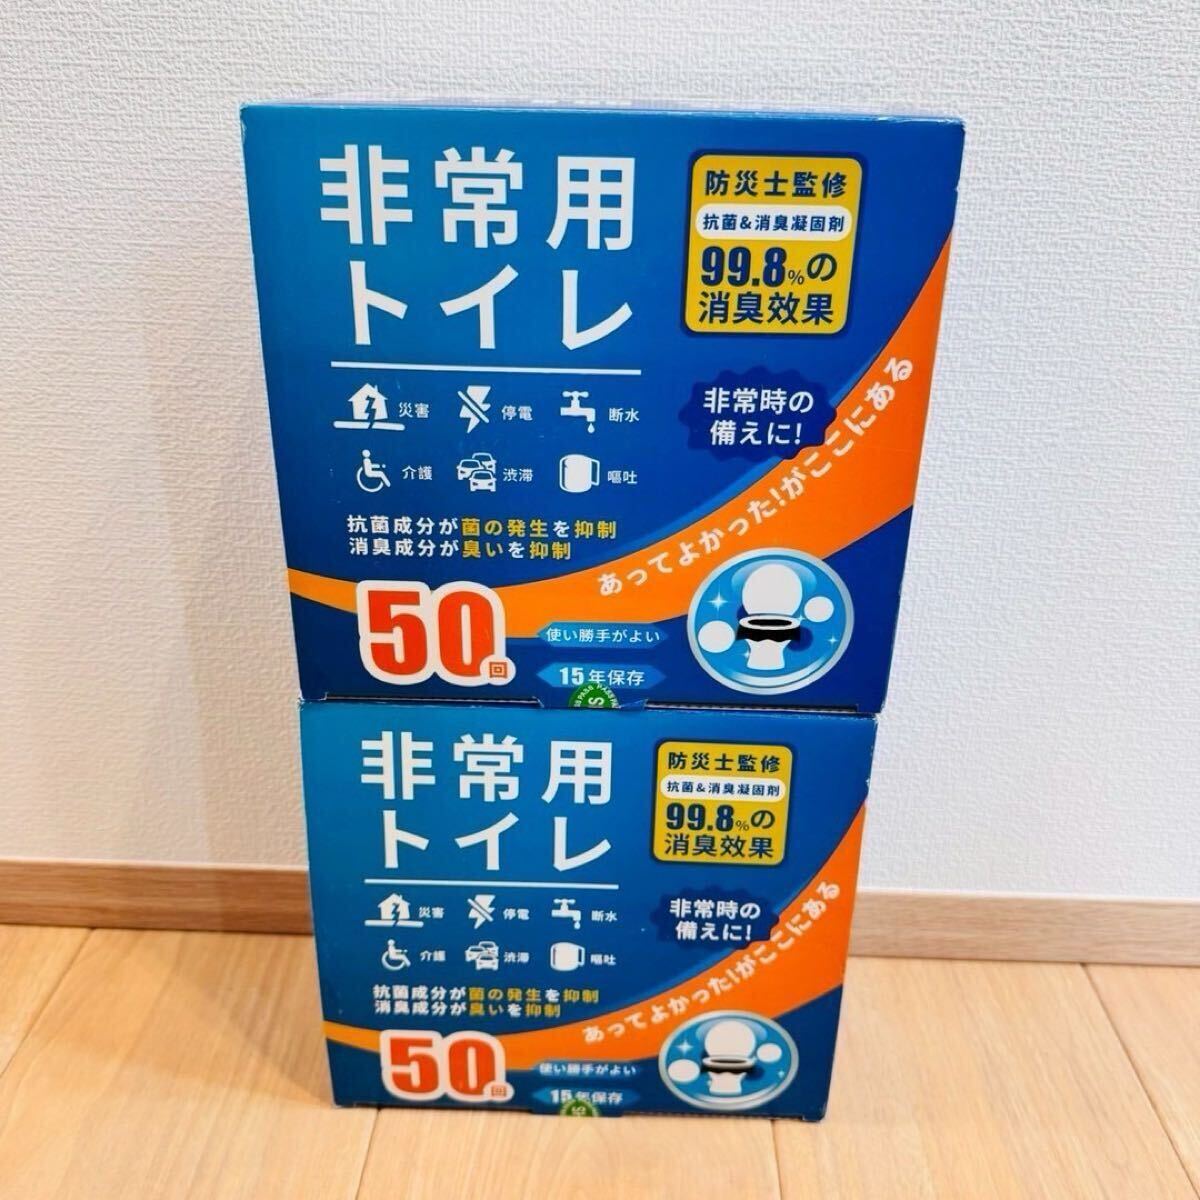 非常用
トイレ
防災士監修
抗菌&消臭凝固剤
99.8%の
消臭効果
災害
停電
断水
非常時の
備えに!
介護
渋滞
嘔吐
抗菌成分が菌の発生を抑制
消臭成分が臭いを抑制
あってよかった!がここにある
50回
使い勝手がよい
15年保存
非常用
トイレ
防災士監修
抗菌&消臭凝固剤
99.8%の
消臭効果
災害
停電
断水
非常時の
備えに!
介護
渋滞
嘔吐
抗菌成分が菌の発生を抑制
消臭成分が臭いを抑制
あってよかった!がここにある
50回
使い勝手がよい
15年保存